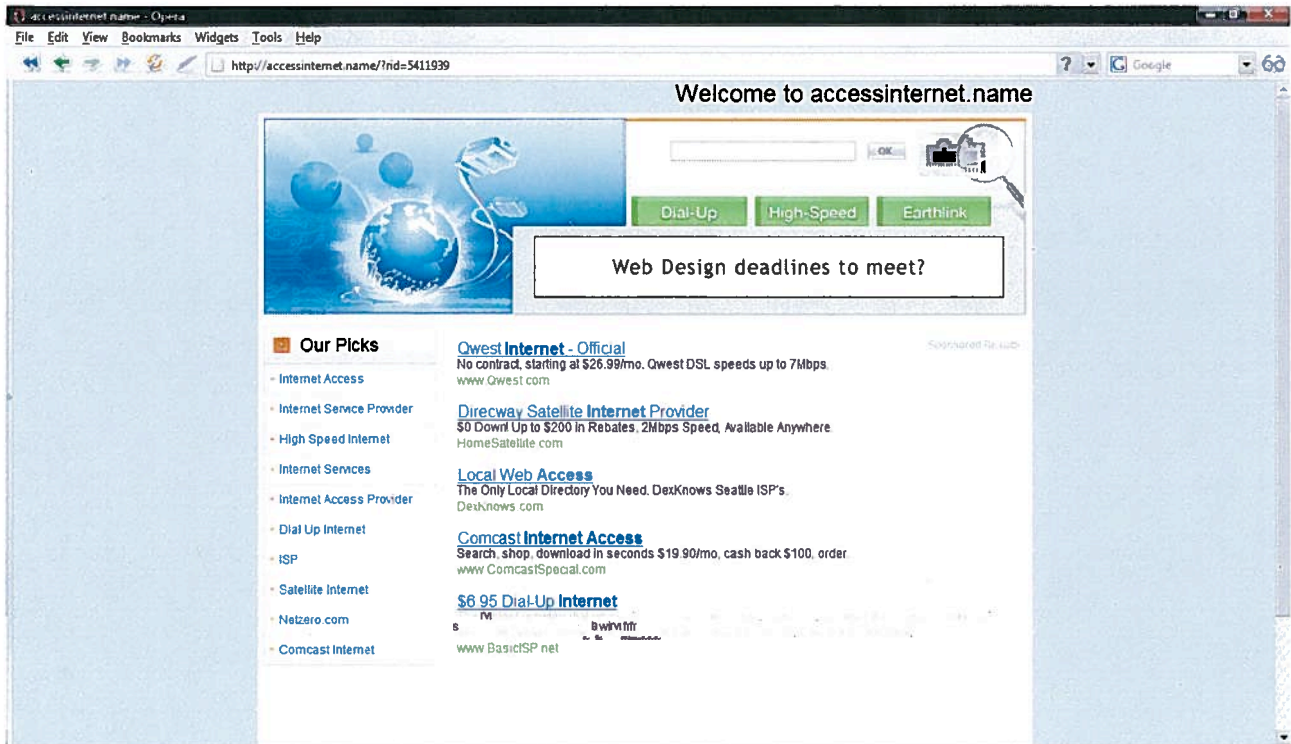 accessinternet.name - Opera
File Edit View Bookmarks Widgets Tools Help
http://accessinternet.name/?rid=5411939
? G Google
Welcome to accessinternet.name
OK
Dial-Up High-Speed Earthlink
Web Design deadlines to meet?
Our Picks
Internet Access
Internet Service Provider
High Speed Internet
Internet Services
Internet Access Provider
Dial Up Internet
ISP
Satellite Internet
Netzero.com
Comcast Internet
Sponsored Results
Qwest Internet - Official
No contract, starting at $26.99/mo. Qwest DSL speeds up to 7Mbps.
www.Qwest.com
Direcway Satellite Internet Provider
$0 Down! Up to $200 in Rebates, 2Mbps Speed, Available Anywhere.
HomeSatellite.com
Local Web Access
The Only Local Directory You Need. DexKnows Seattle ISP's.
DexKnows.com
Comcast Internet Access
Search, shop, download in seconds $19.90/mo, cash back $100, order.
www.ComcastSpecial.com
$6.95 Dial-Up Internet
www.BasicISP.net